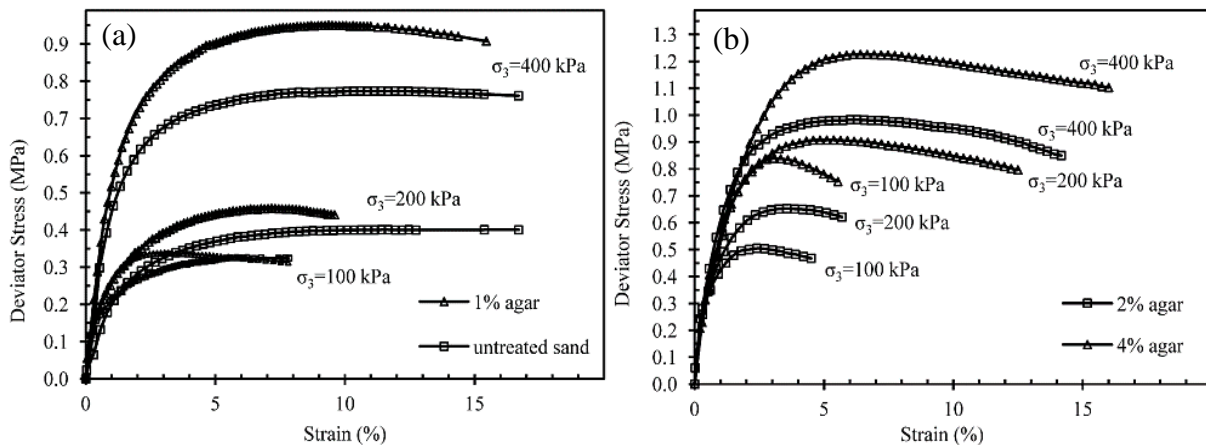 (a)
Deviator Stress (MPa)
0.9
0.8
0.7
0.6
0.5
0.4
0.3
0.2
0.1
0.0
σ3=400 kPa
σ3=200 kPa
σ3=100 kPa
1% agar
untreated sand
0 5 10 15
Strain (%)
(b)
Deviator Stress (MPa)
1.3
1.2
1.1
1.0
0.9
0.8
0.7
0.6
0.5
0.4
0.3
0.2
0.1
0.0
σ3=400 kPa
σ3=400 kPa
σ3=200 kPa
σ3=100 kPa
σ3=200 kPa
σ3=100 kPa
2% agar
4% agar
0 5 10 15
Strain (%)